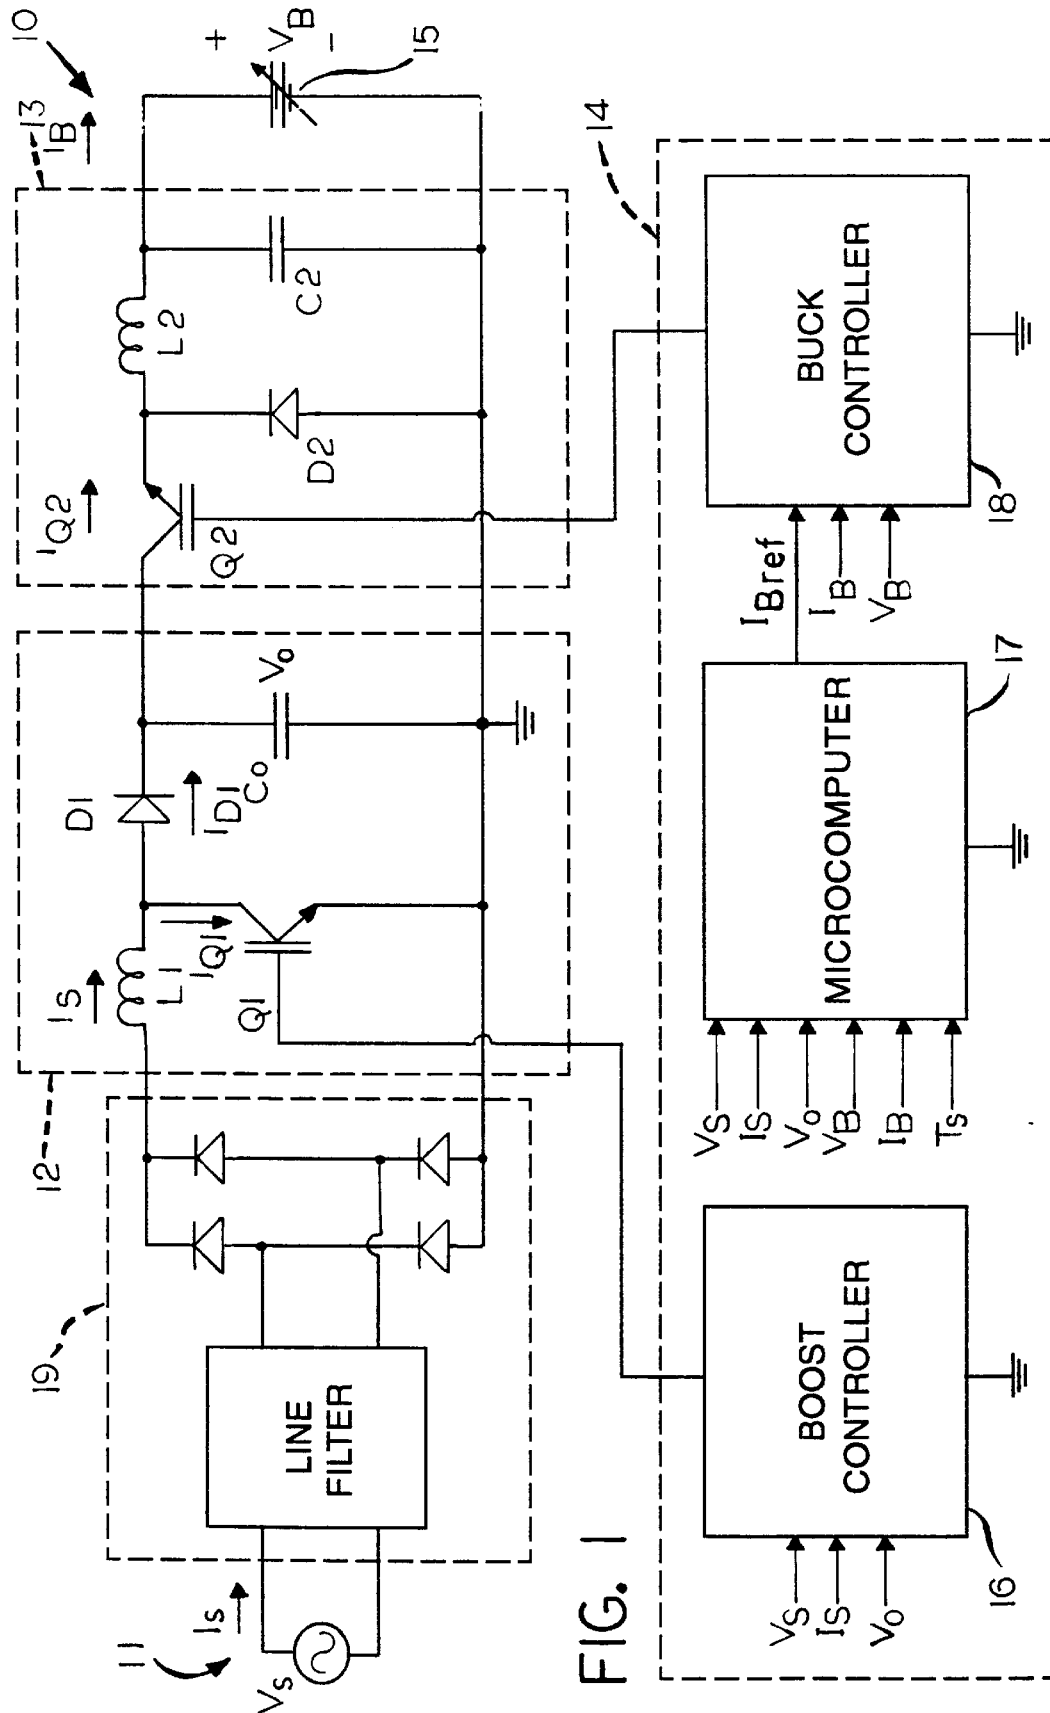 10
11
Vs
Is
19
LINE
FILTER
12
Is
L1
IQ1
Q1
D1
ID1
Co
Vo
13
IQ2
Q2
D2
L2
C2
IB
+
VB
-
15
FIG. 1
14
Vs
Is
Vo
BOOST
CONTROLLER
16
Vs
Is
Vo
VB
IB
Ts
MICROCOMPUTER
17
IBref
IB
VB
BUCK
CONTROLLER
18